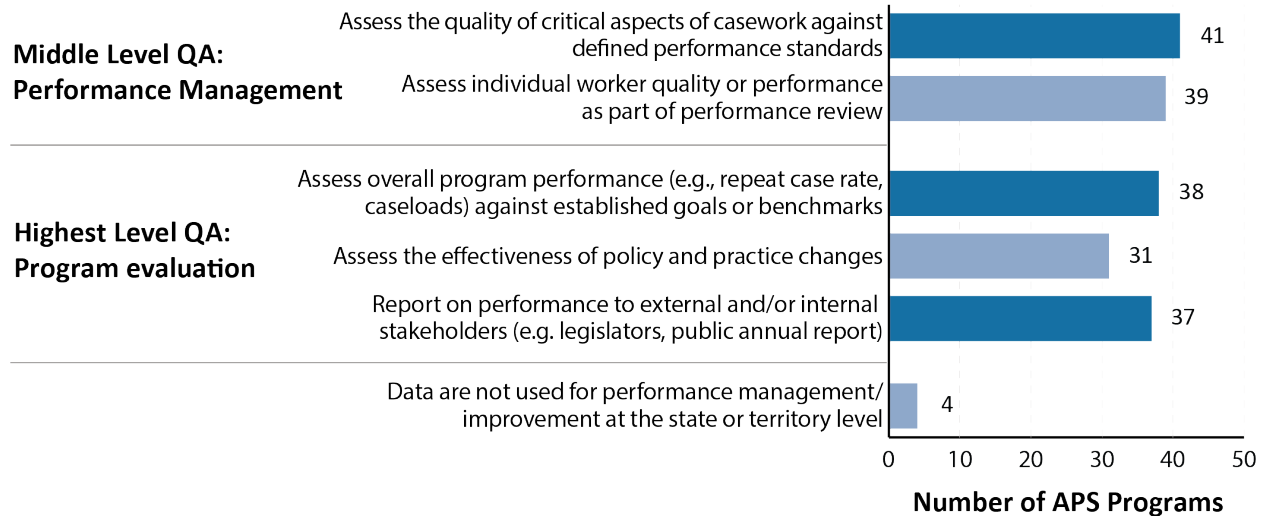 Middle Level QA:
Performance Management
Assess the quality of critical aspects of casework against
defined performance standards
41
Assess individual worker quality or performance
as part of performance review
39
Highest Level QA:
Program evaluation
Assess overall program performance (e.g., repeat case rate,
caseloads) against established goals or benchmarks
38
Assess the effectiveness of policy and practice changes
31
Report on performance to external and/or internal
stakeholders (e.g. legislators, public annual report)
37
Data are not used for performance management/
improvement at the state or territory level
4
0 10 20 30 40 50
Number of APS Programs